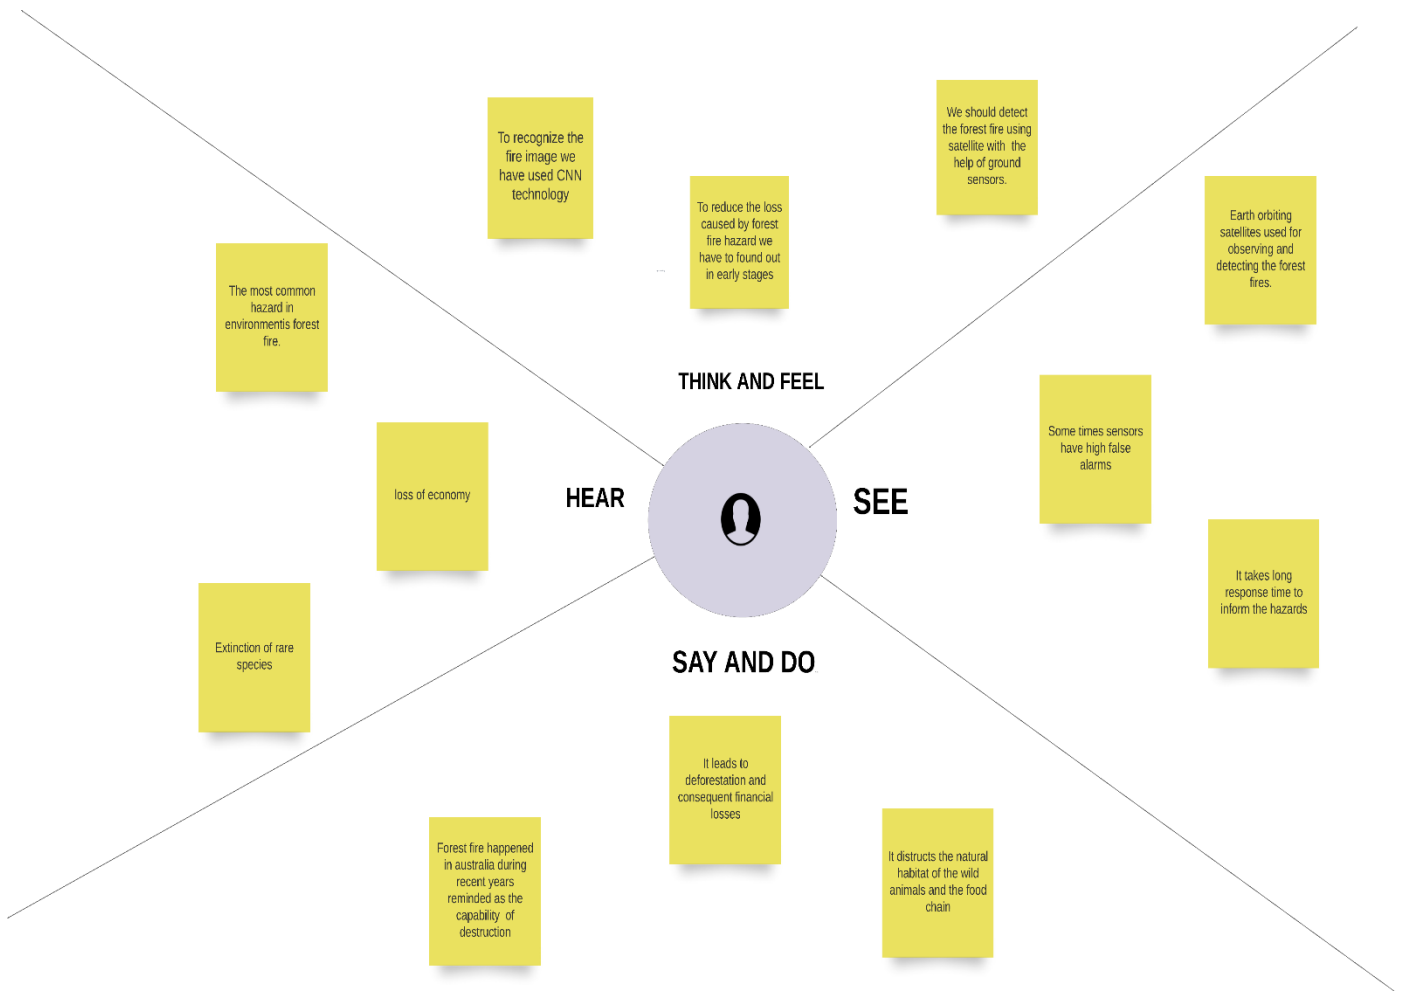 To recognize the
fire image we
have used CNN
technology
To reduce the loss
caused by forest
fire hazard we
have to found out
in early stages
We should detect
the forest fire using
satellite with the
help of ground
sensors.
THINK AND FEEL
The most common
hazard in
environmentis forest
fire.
loss of economy
Extinction of rare
species
HEAR
SEE
Earth orbiting
satellites used for
observing and
detecting the forest
fires.
Some times sensors
have high false
alarms
It takes long
response time to
inform the hazards
SAY AND DO
Forest fire happened
in australia during
recent years
reminded as the
capability of
destruction
It leads to
deforestation and
consequent financial
losses
It distructs the natural
habitat of the wild
animals and the food
chain